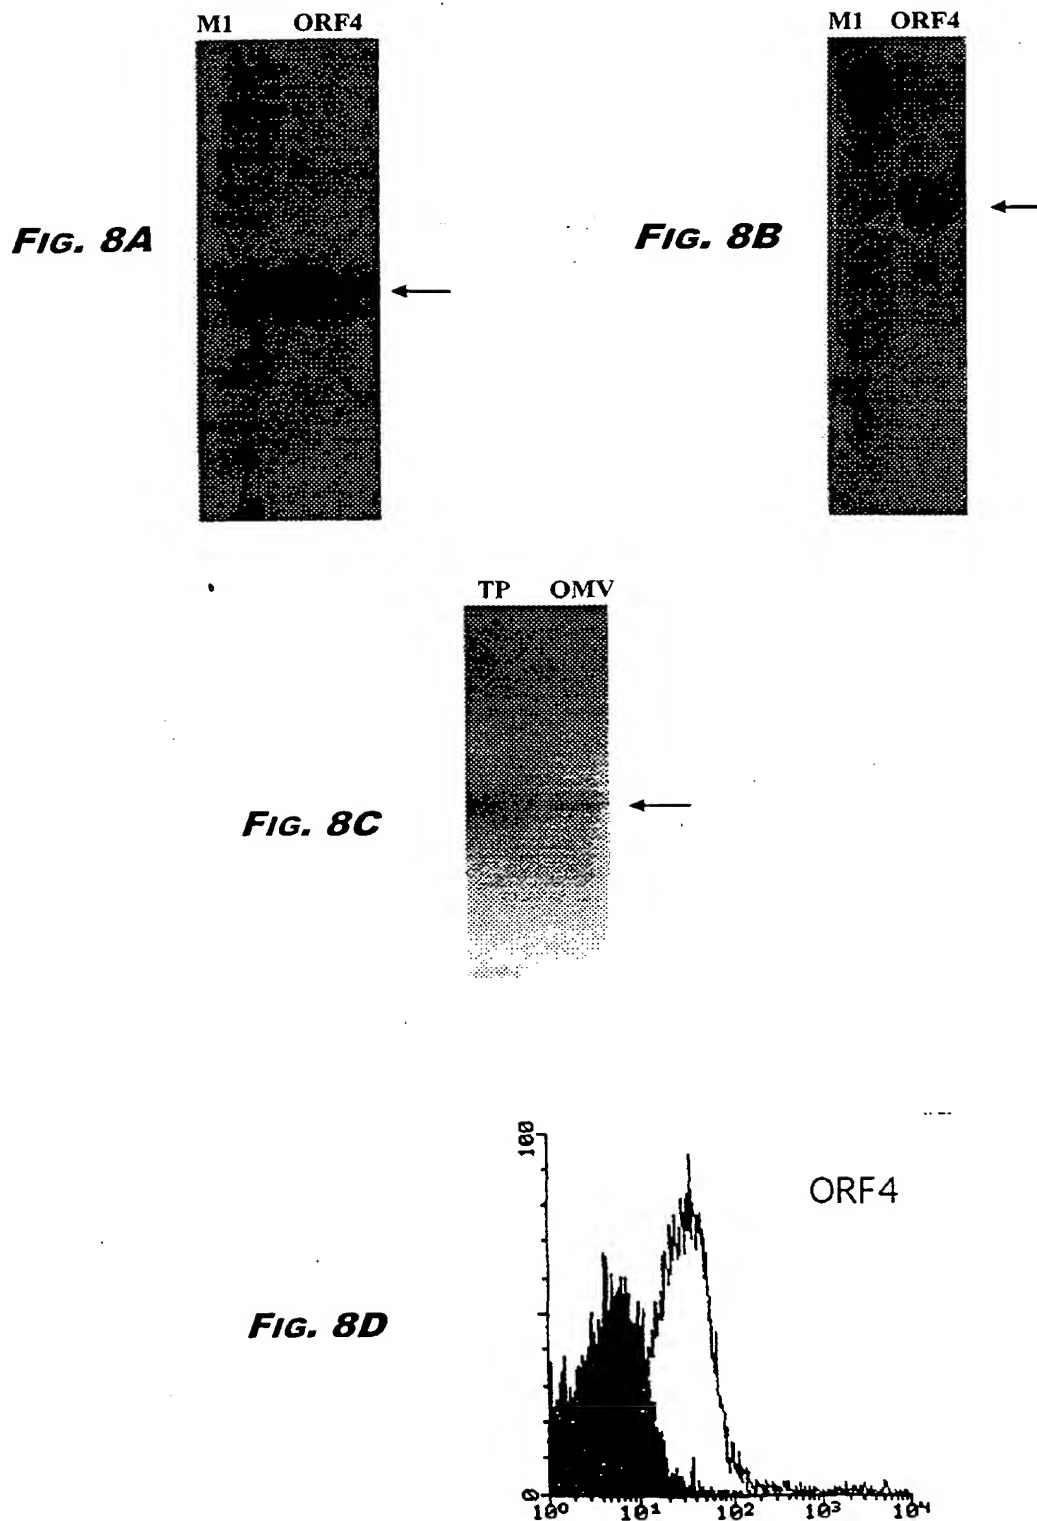 M1 ORF4
M1 ORF4
FIG. 8A
FIG. 8B
TP OMV
FIG. 8C
100
ORF4
FIG. 8D
0
10⁰ 10¹ 10² 10³ 10⁴